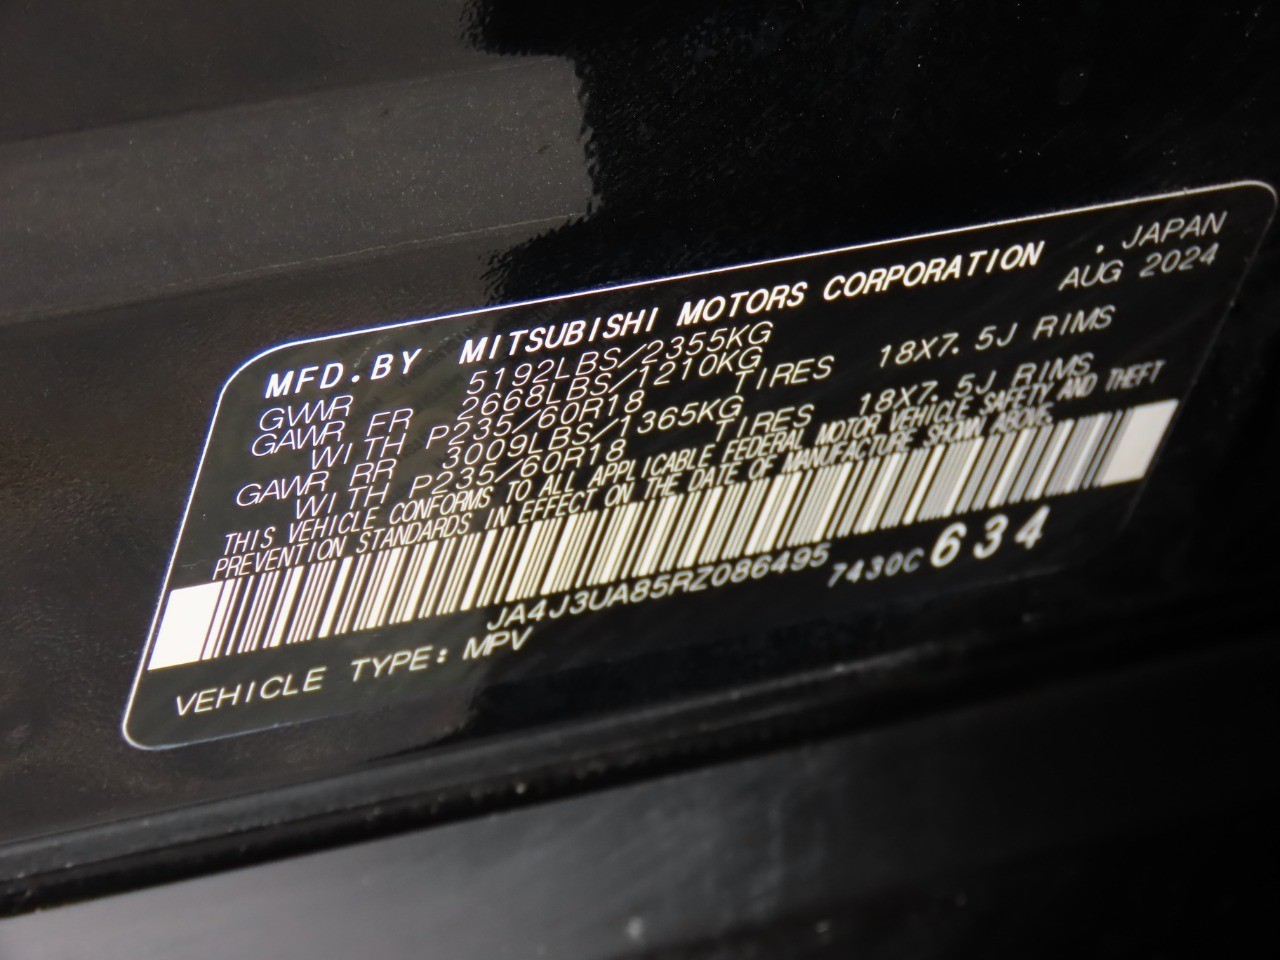 MFD. BY MITSUBISHI MOTORS CORPORATION . JAPAN
GVWR 5192LBS/2355KG AUG 2024
GAWR FR 2668LBS/1210KG
WITH P235/60R18 TIRES 18X7.5J RIMS
GAWR RR 3009LBS/1365KG
WITH P235/60R18 TIRES 18X7.5J RIMS
THIS VEHICLE CONFORMS TO ALL APPLICABLE FEDERAL MOTOR VEHICLE SAFETY AND THEFT
PREVENTION STANDARDS IN EFFECT ON THE DATE OF MANUFACTURE SHOWN ABOVE.
JA4J3UA85RZ086495 7430C 634
VEHICLE TYPE: MPV